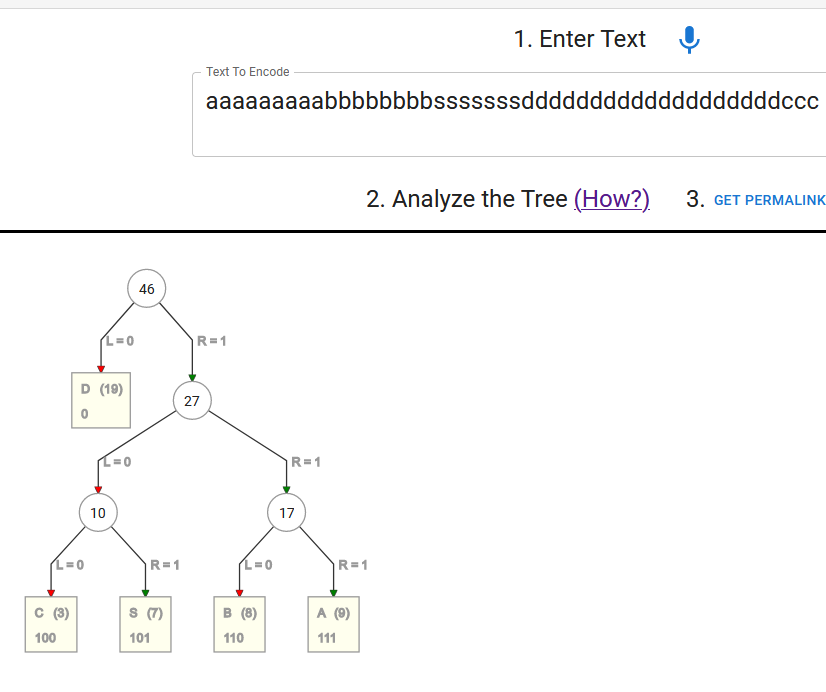 1. Enter Text
Text To Encode
aaaaaaaaabbbbbbbbsssssssdddddddddddddddddddccc
2. Analyze the Tree (How?) 3. GET PERMALINK
46
L=0 R=1
D (19)
0
27
L=0 R=1
10 17
L=0 R=1 L=0 R=1
C (3) S (7) B (8) A (9)
100 101 110 111